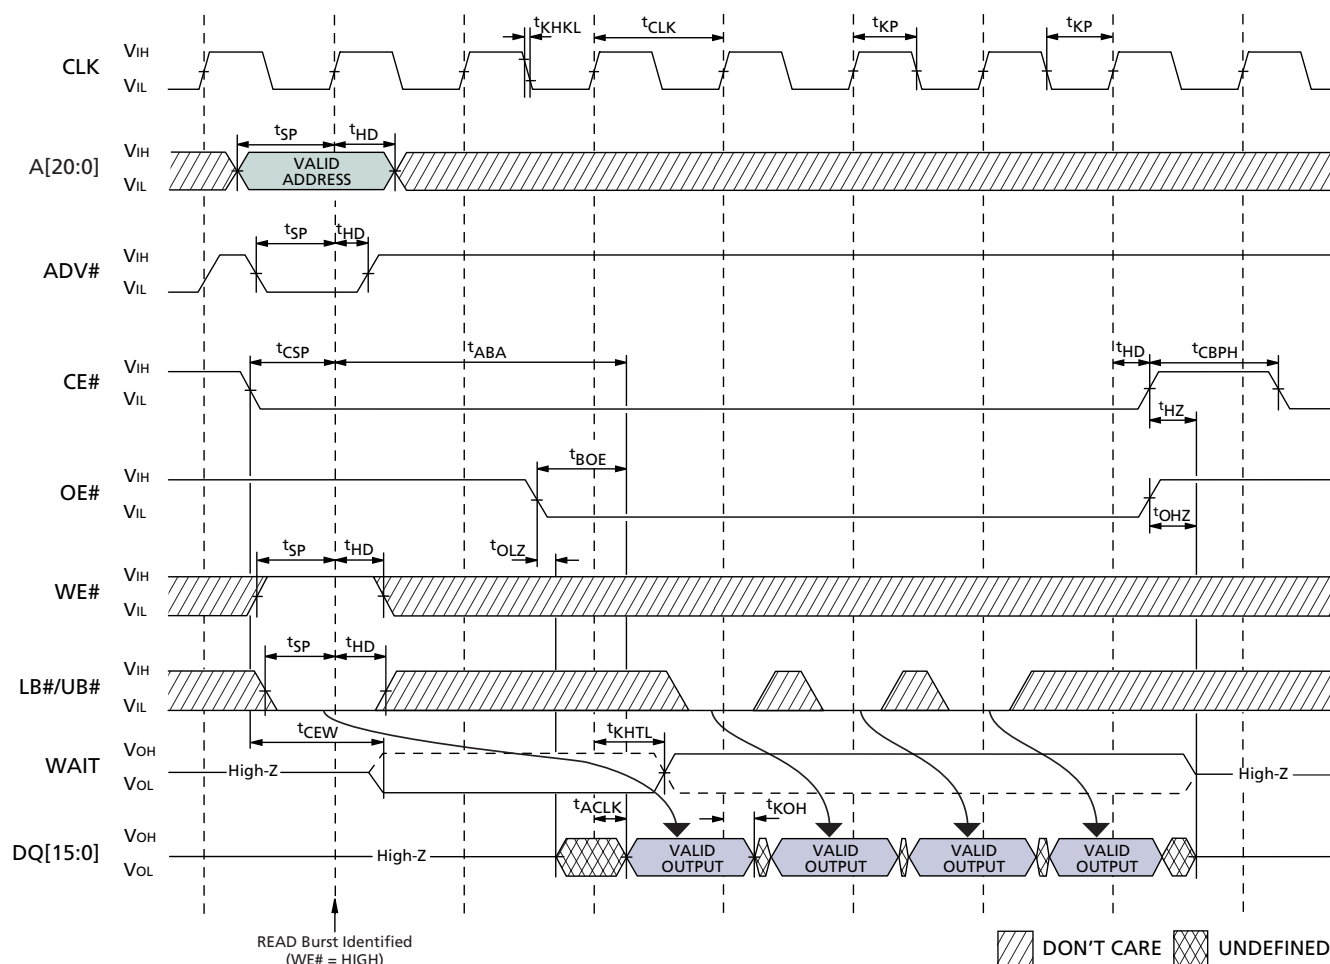 tKHKL tCLK tKP tKP
CLK VIH
VIL
tSP tHD
A[20:0] VIH
VIL
VALID
ADDRESS
tSP tHD
ADV# VIH
VIL
tCSP tABA tHD tCBPH
CE# VIH
VIL
tHZ
tBOE
OE# VIH
VIL
tOHZ
tSP tHD tOLZ
WE# VIH
VIL
tSP tHD
LB#/UB# VIH
VIL
tCEW tKHTL
WAIT VOH
VOL
High-Z High-Z
tACLK tKOH
DQ[15:0] VOH
VOL
High-Z
VALID
OUTPUT
VALID
OUTPUT
VALID
OUTPUT
VALID
OUTPUT
READ Burst Identified
(WE# = HIGH)
DON'T CARE UNDEFINED